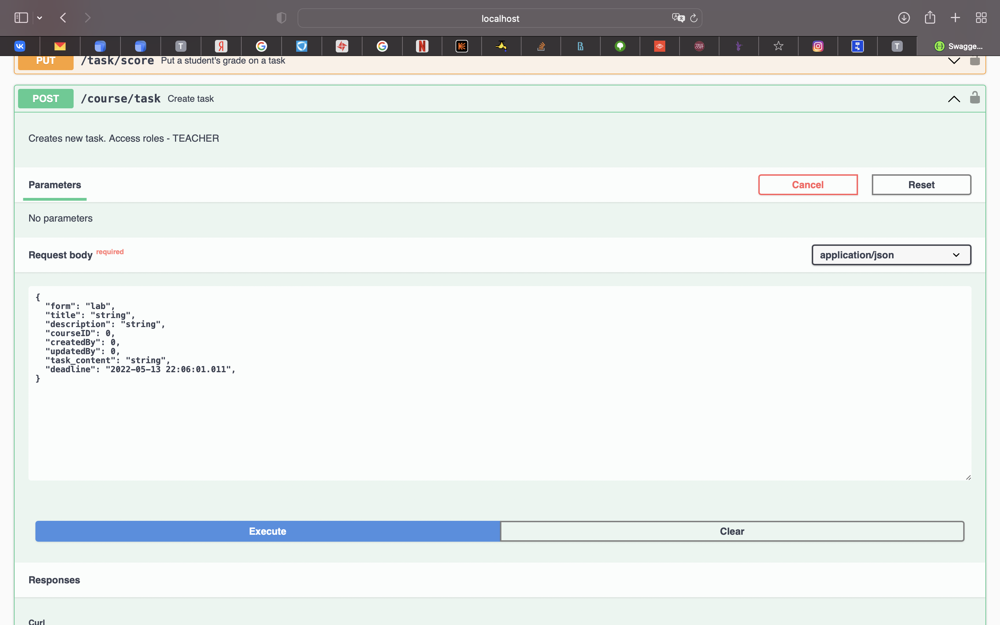 localhost
VK
T
Я
G
G
N
TRUE COST
T
Swagge...
PUT /task/score Put a student's grade on a task
POST /course/task Create task
Creates new task. Access roles - TEACHER
Parameters
Cancel
Reset
No parameters
Request body required
application/json
{
"form": "lab",
"title": "string",
"description": "string",
"courseID": 0,
"createdBy": 0,
"updatedBy": 0,
"task_content": "string",
"deadline": "2022-05-13 22:06:01.011",
}
Execute
Clear
Responses
Curl